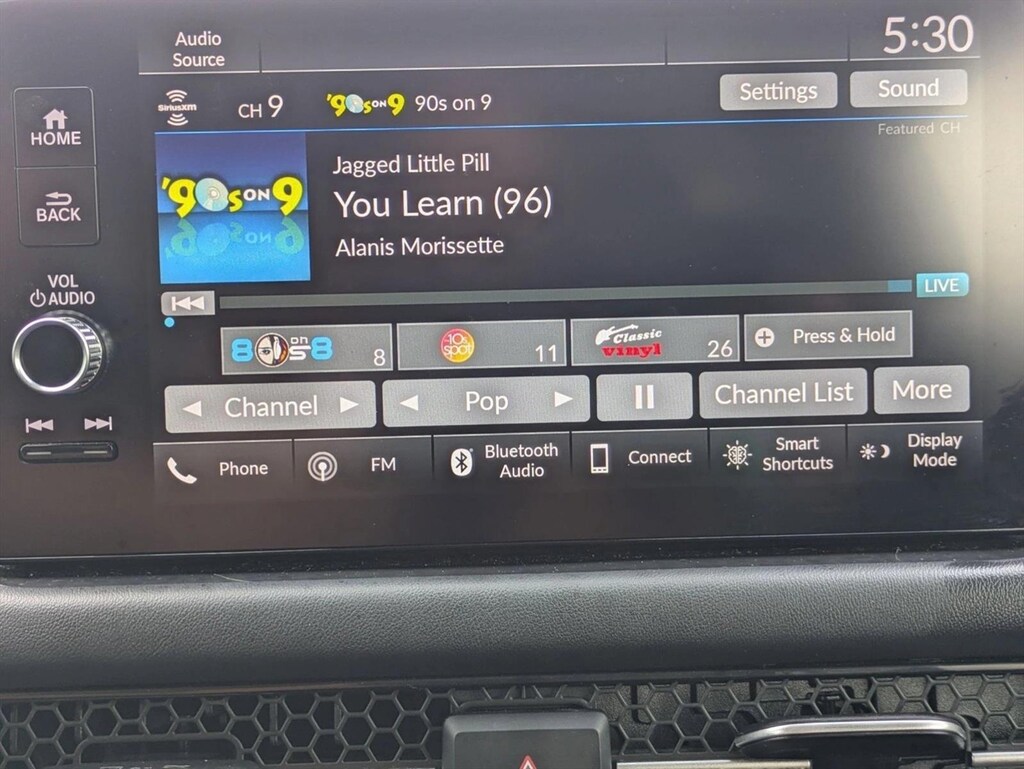 Audio
Source
5:30
HOME
BACK
SiriusXM
CH 9
'90s ON 9
90s on 9
Settings
Sound
Featured CH
'90s ON 9
Jagged Little Pill
You Learn (96)
Alanis Morissette
VOL
AUDIO
LIVE
80s on 8
8
-10s
spot
11
Classic
vinyl
26
Press & Hold
Channel
Pop
Channel List
More
Phone
FM
Bluetooth
Audio
Connect
Smart
Shortcuts
Display
Mode